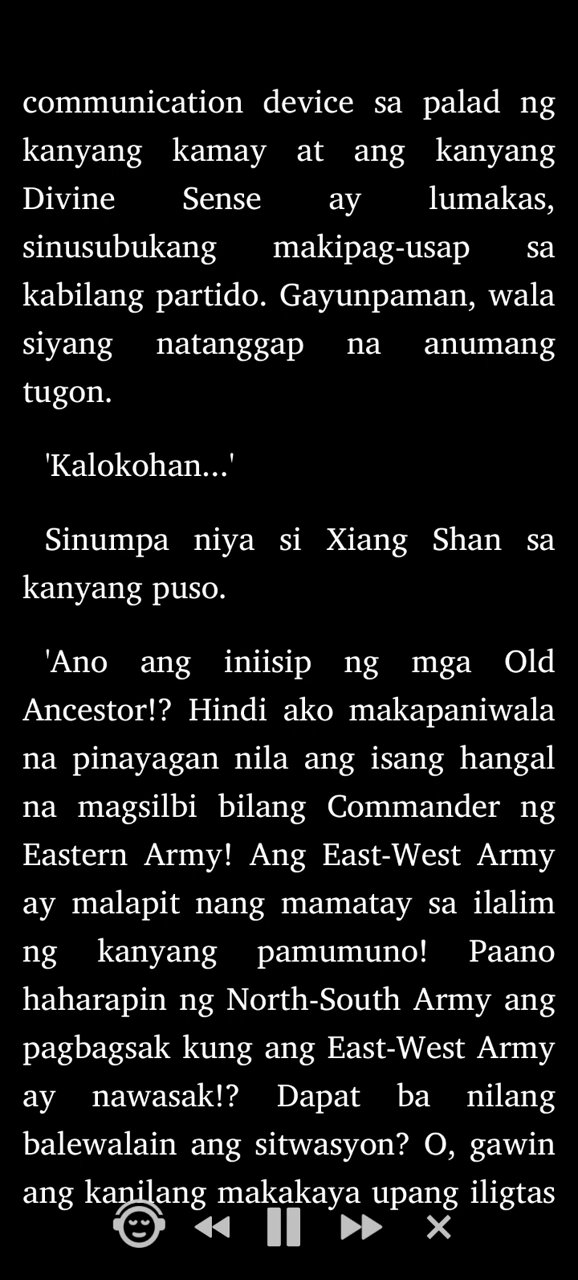 communication device sa palad ng
kanyang kamay at ang kanyang
Divine Sense ay lumakas,
sinusubukang makipag-usap sa
kabilang partido. Gayunpaman, wala
siyang natanggap na anumang
tugon.
'Kalokohan...'
Sinumpa niya si Xiang Shan sa
kanyang puso.
'Ano ang iniisip ng mga Old
Ancestor!? Hindi ako makapaniwala
na pinayagan nila ang isang hangal
na magsilbi bilang Commander ng
Eastern Army! Ang East-West Army
ay malapit nang mamatay sa ilalim
ng kanyang pamumuno! Paano
haharapin ng North-South Army ang
pagbagsak kung ang East-West Army
ay nawasak!? Dapat ba nilang
balewalain ang sitwasyon? O, gawin
ang kanilang makakaya upang iligtas